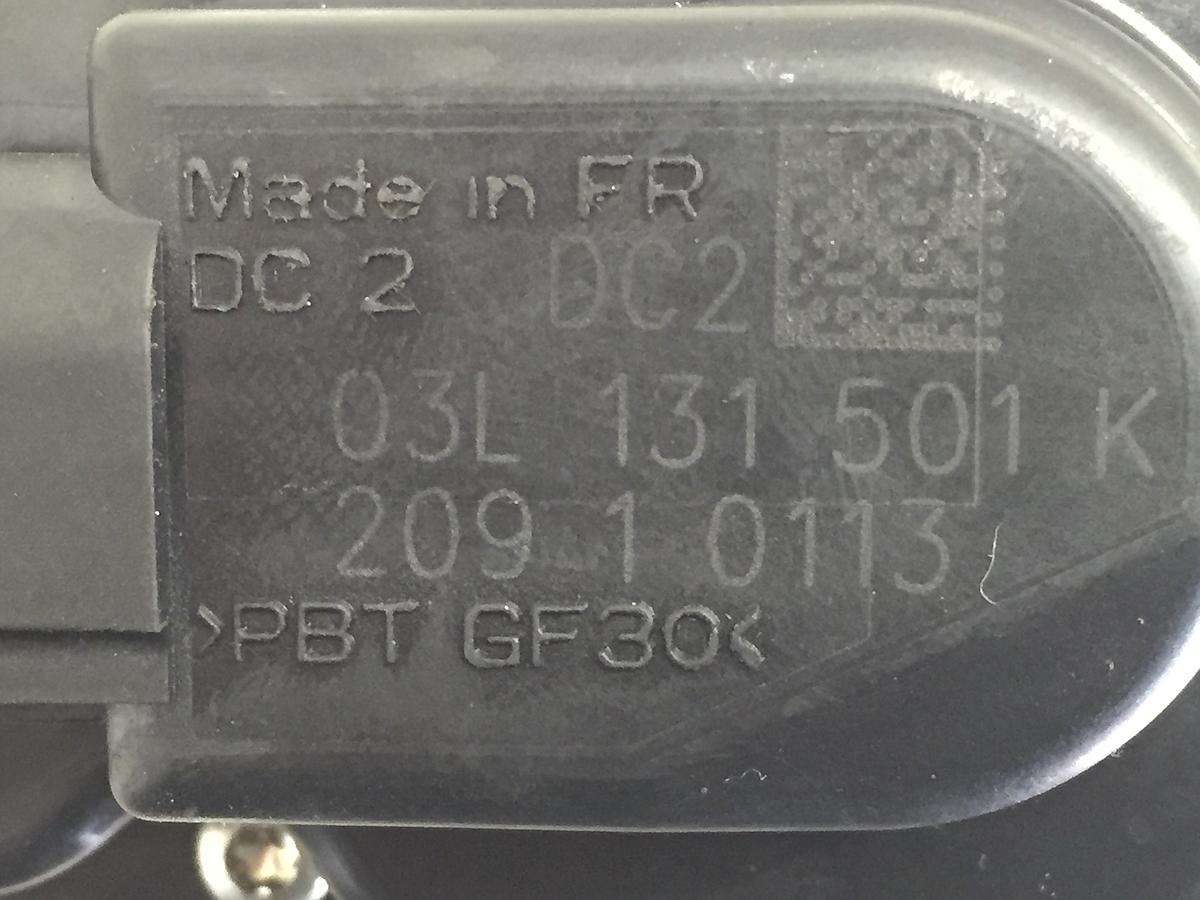 Made in FR
DC 2 DC2
03L 131 501 K
209 1 0113
>PBT GF30<